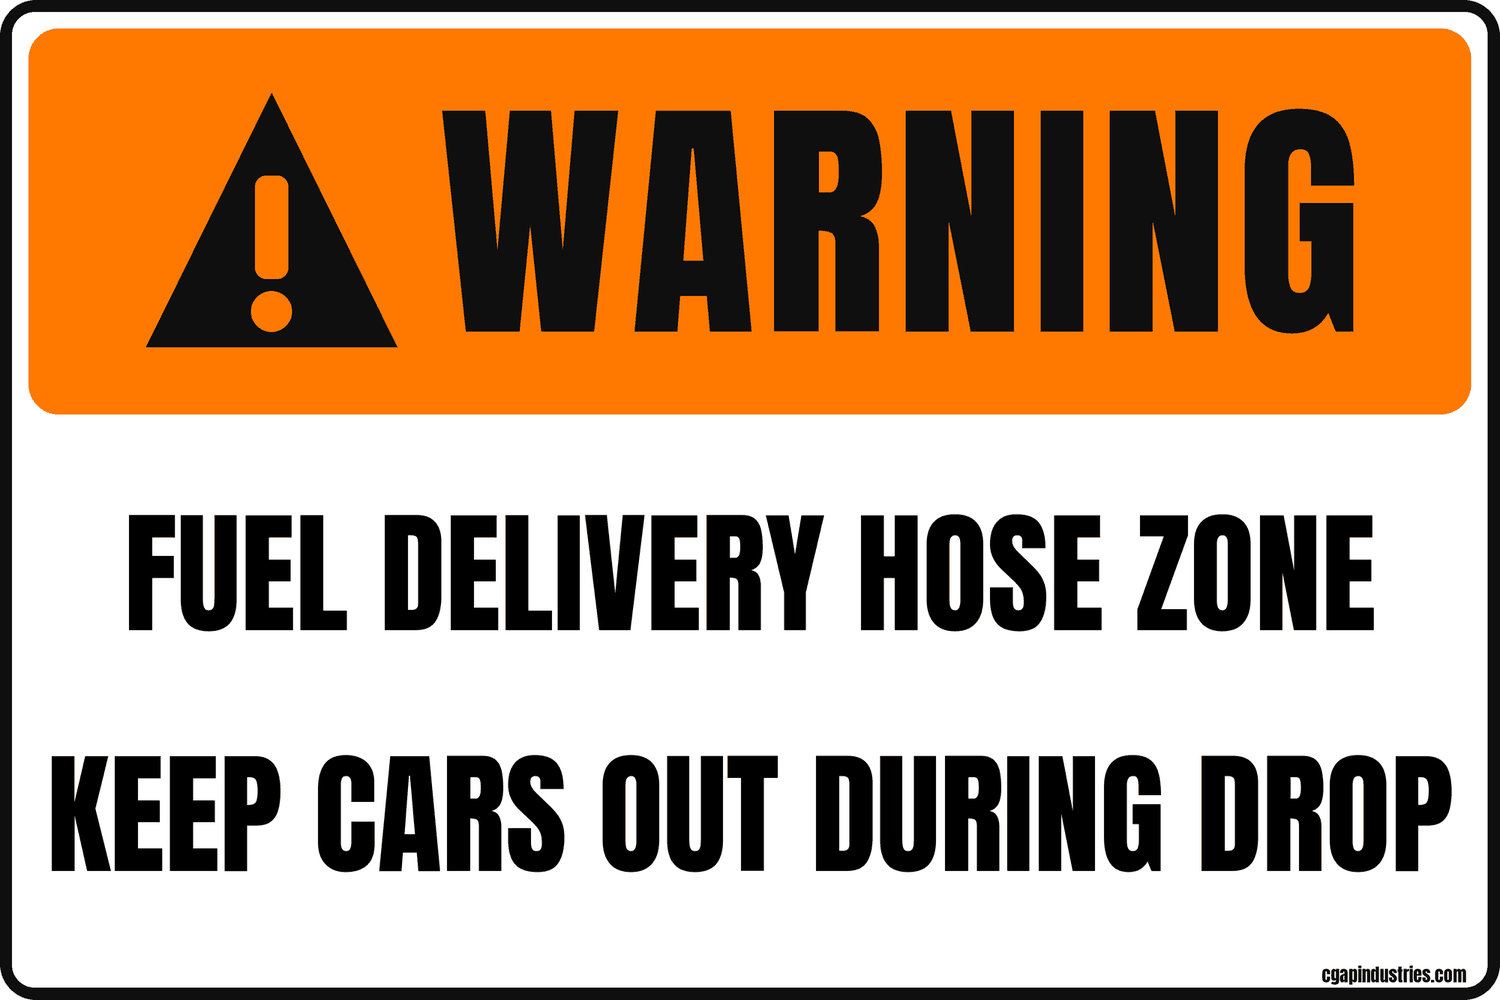 WARNING
FUEL DELIVERY HOSE ZONE
KEEP CARS OUT DURING DROP
cgapindustries.com